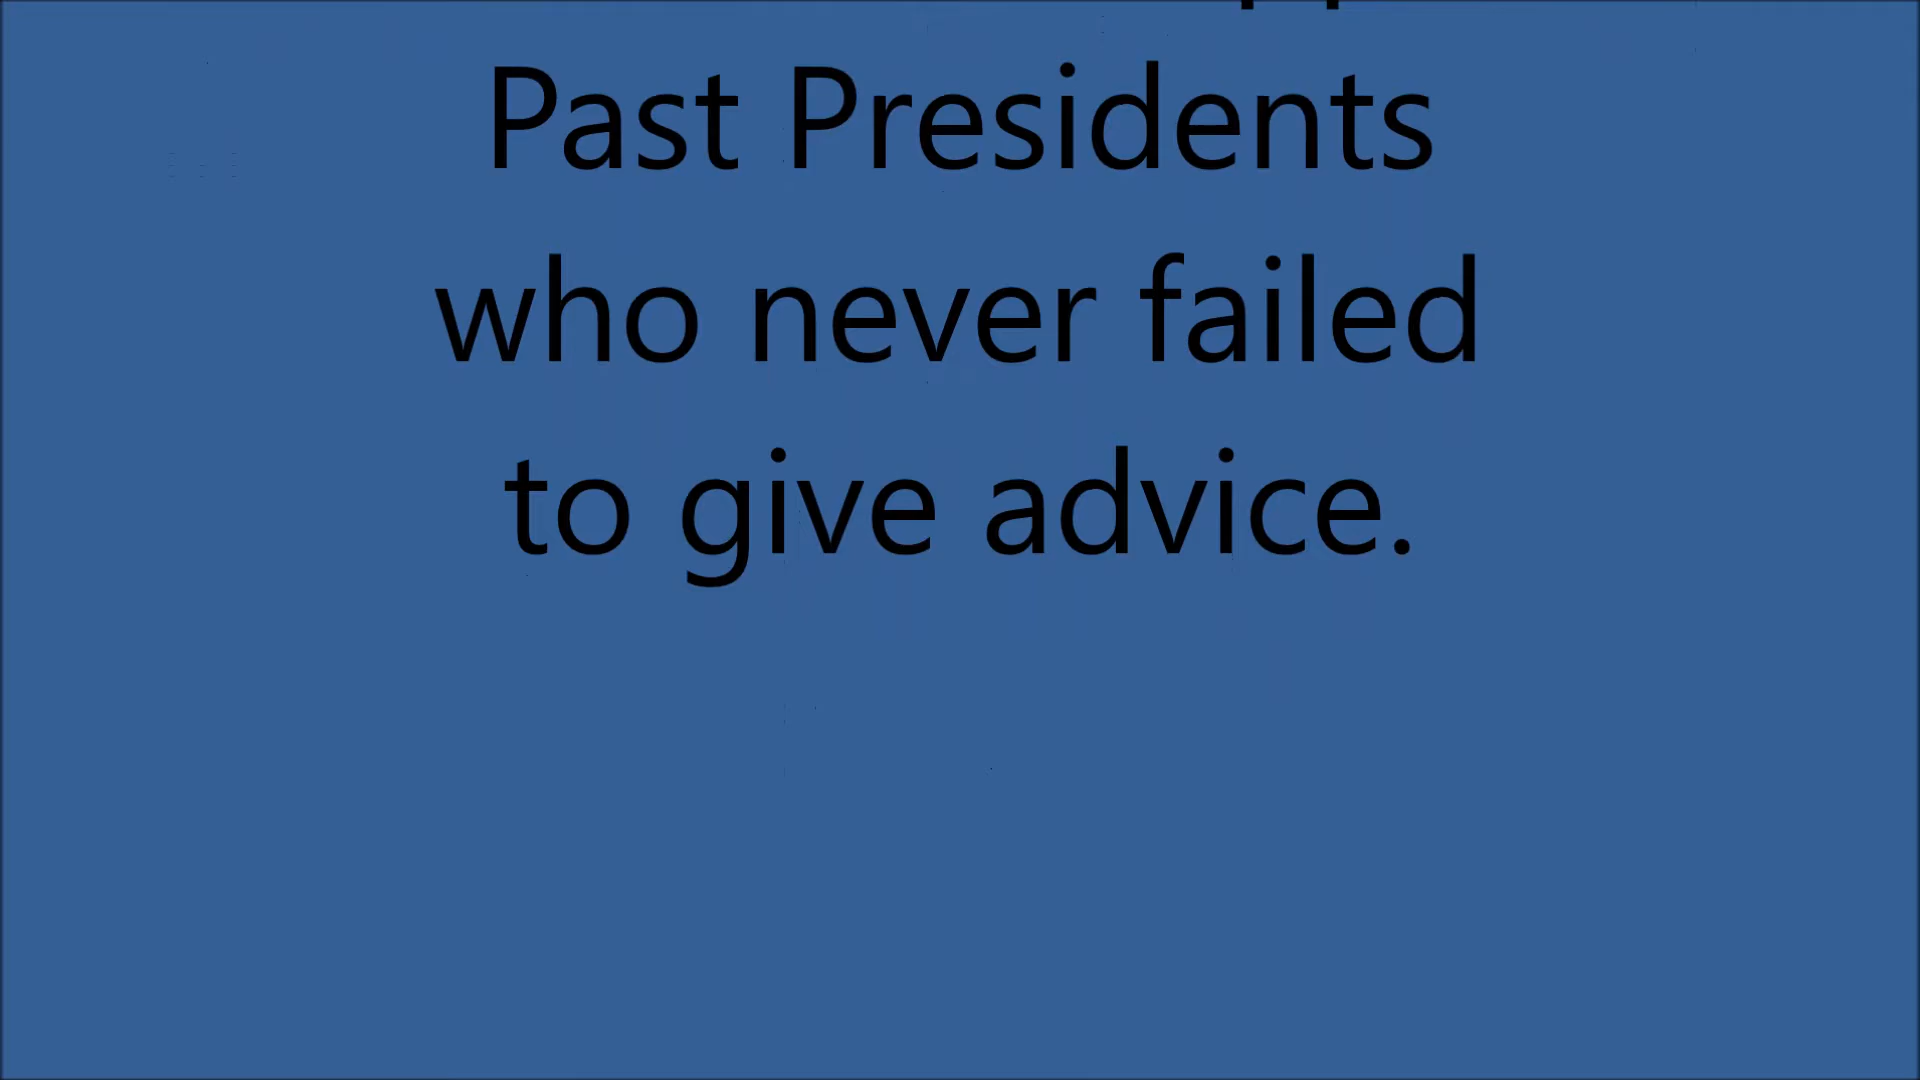 Past Presidents
who never failed
to give advice.